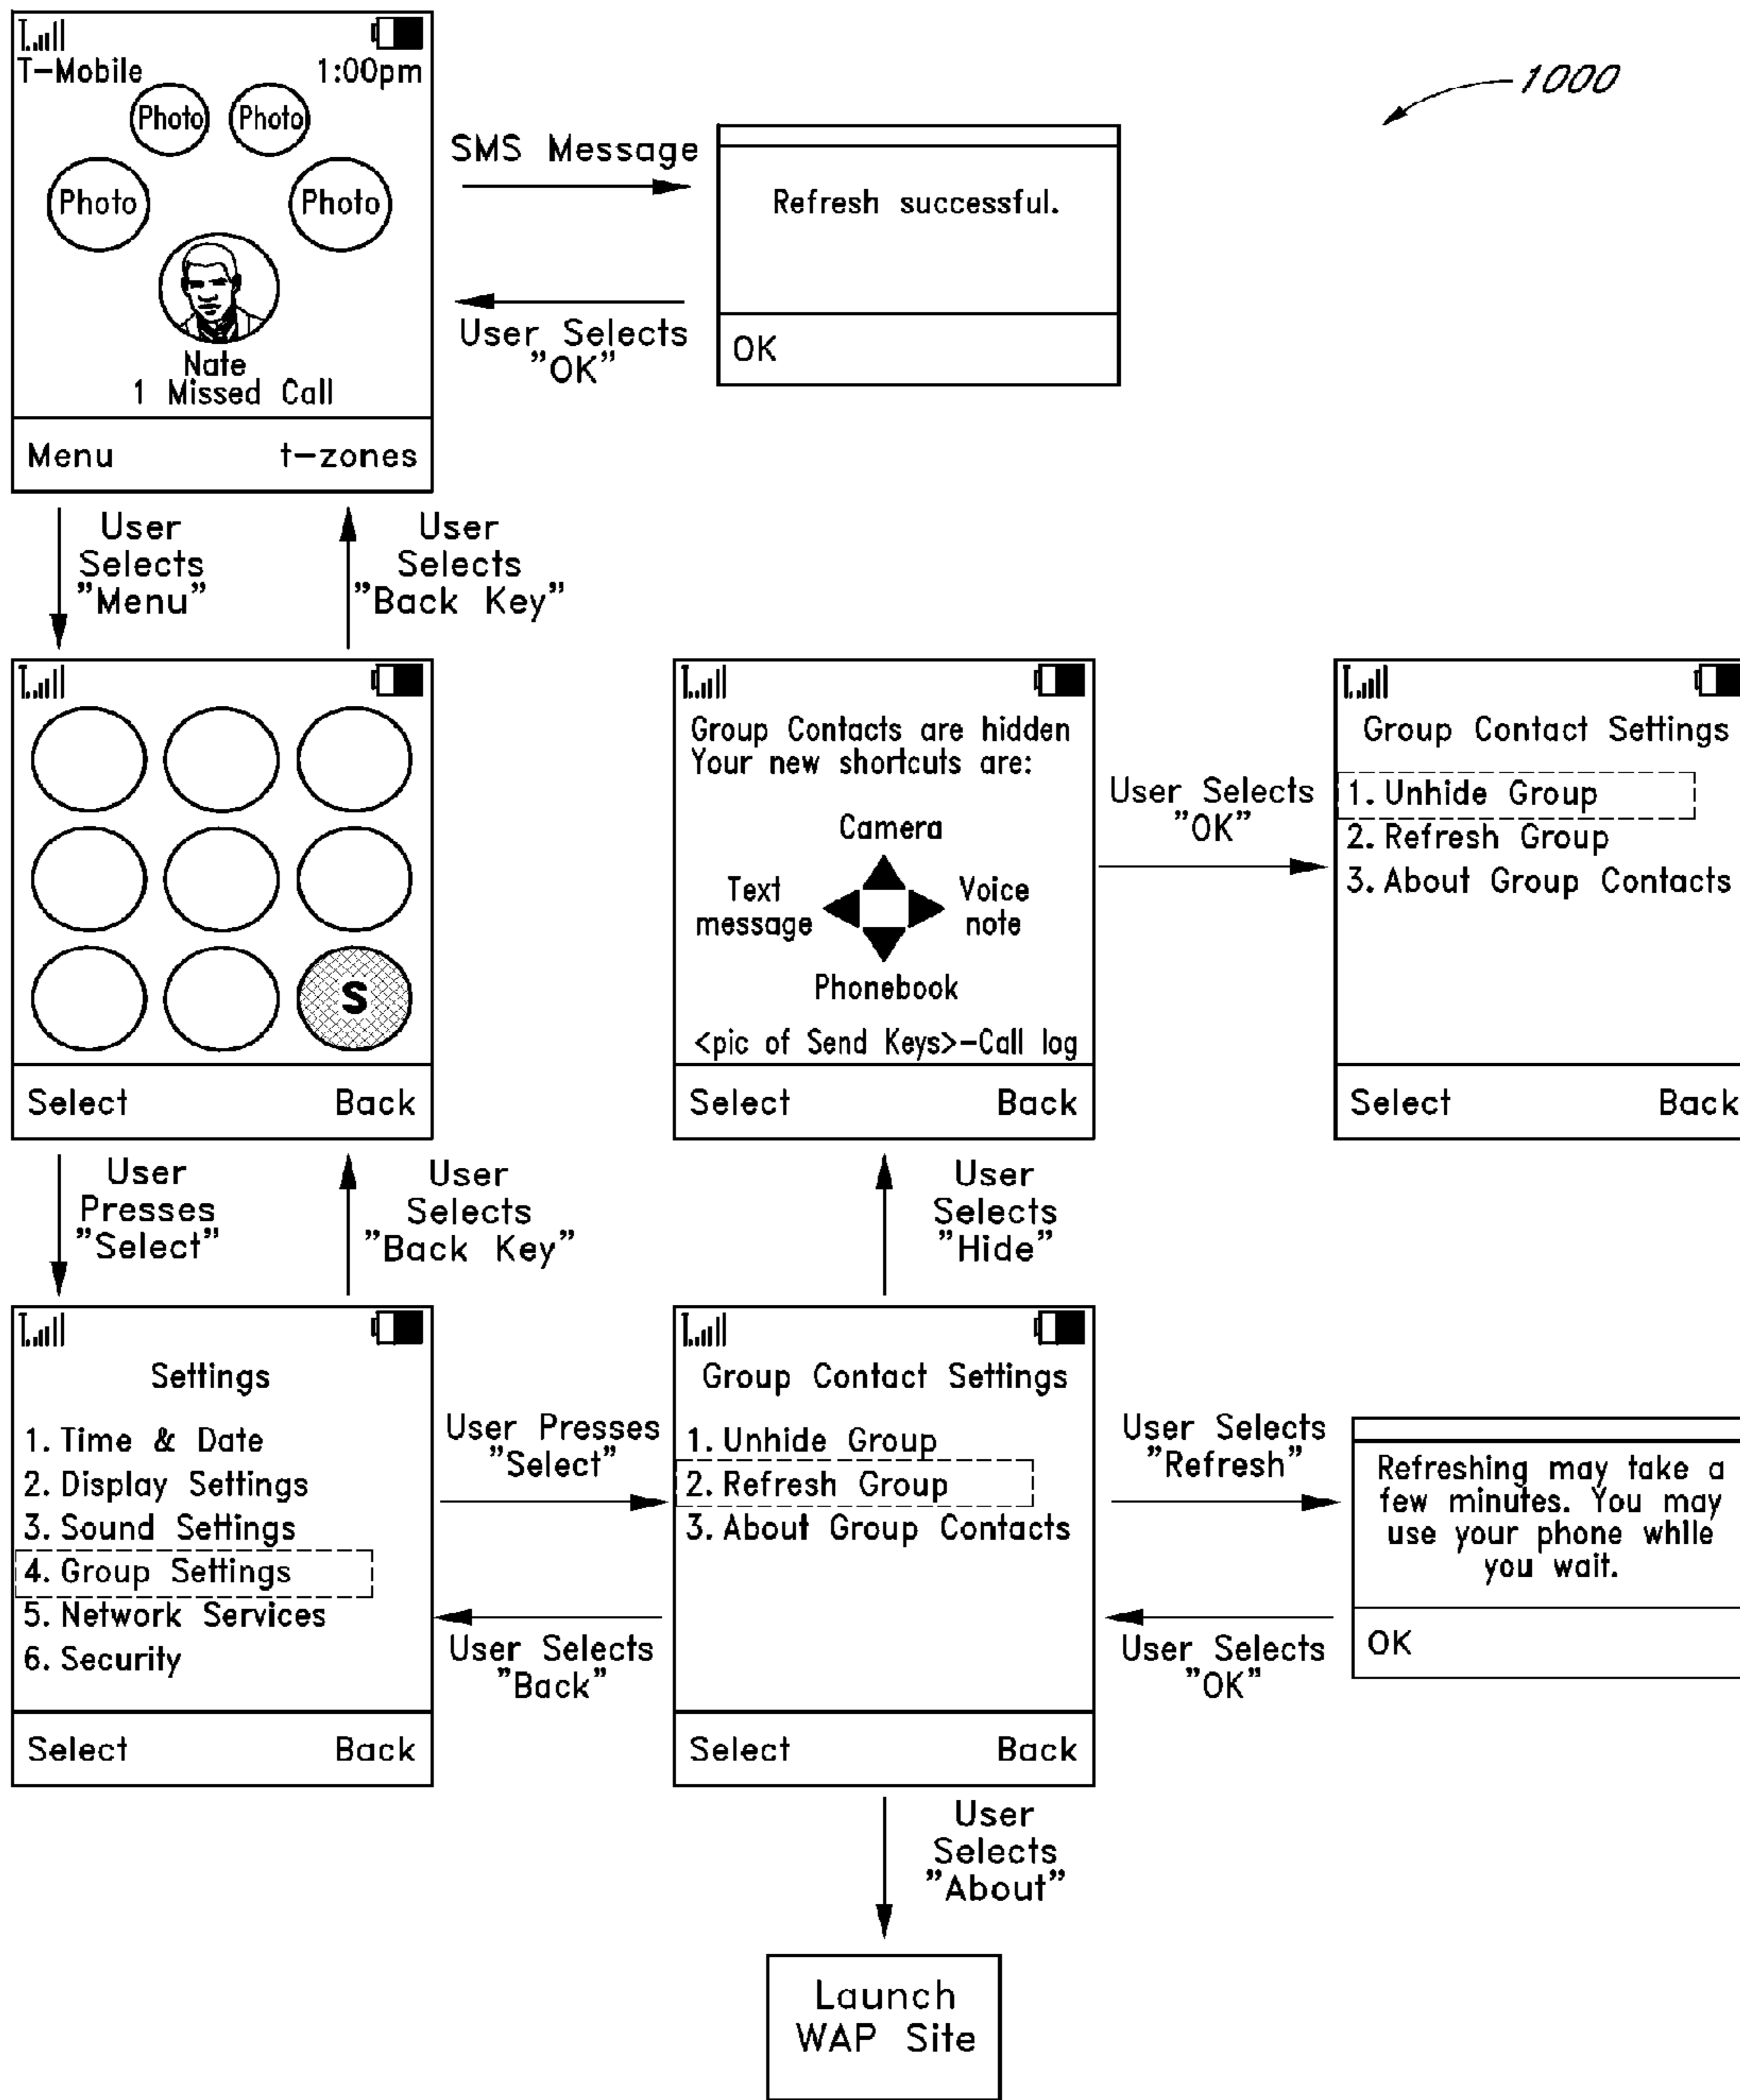 T-Mobile
1:00pm
Photo
Photo
Photo
Photo
Nate
1 Missed Call
Menu
t-zones
SMS Message
User Selects
"OK"
Refresh successful.
OK
1000
User
Selects
"Menu"
User
Selects
"Back Key"
S
Select
Back
Group Contacts are hidden
Your new shortcuts are:
Camera
Text
message
Voice
note
Phonebook
<pic of Send Keys>-Call log
Select
Back
User Selects
"OK"
Group Contact Settings
1. Unhide Group
2. Refresh Group
3. About Group Contacts
Select
Back
User
Presses
"Select"
User
Selects
"Back Key"
User
Selects
"Hide"
Settings
1. Time & Date
2. Display Settings
3. Sound Settings
4. Group Settings
5. Network Services
6. Security
Select
Back
User Presses
"Select"
User Selects
"Back"
Group Contact Settings
1. Unhide Group
2. Refresh Group
3. About Group Contacts
Select
Back
User Selects
"Refresh"
User Selects
"OK"
Refreshing may take a
few minutes. You may
use your phone while
you wait.
OK
User
Selects
"About"
Launch
WAP Site